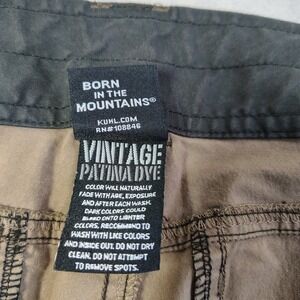 BORN
IN THE
MOUNTAINS®
KUHL.COM
RN#108846
VINTAGE
PATINA DYE
COLOR WILL NATURALLY
FADE WITH AGE, EXPOSURE
AND AFTER EACH WASH.
DARK COLORS COULD
BLEED ONTO LIGHTER
COLORS. RECOMMEND TO
WASH WITH LIKE COLORS
AND INSIDE OUT. DO NOT DRY
CLEAN. DO NOT ATTEMPT
TO REMOVE SPOTS.